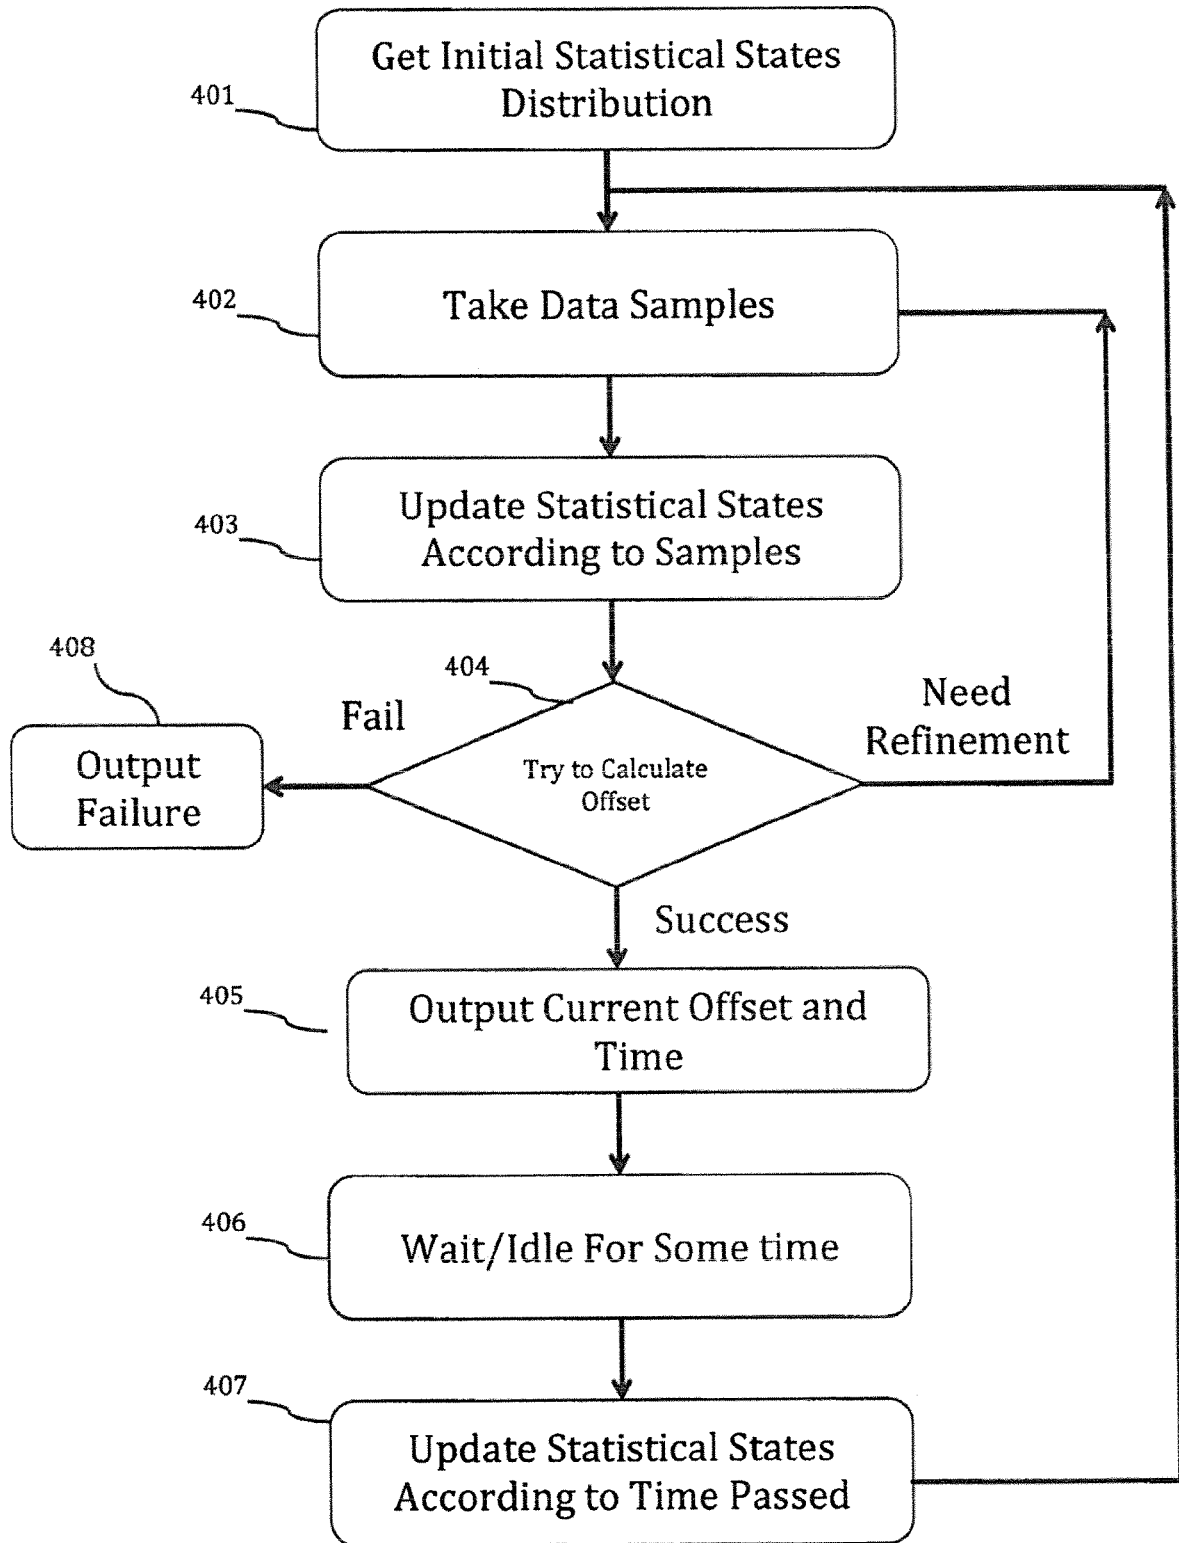 Get Initial Statistical States
Distribution
401
402
Take Data Samples
403
Update Statistical States
According to Samples
408
404
Fail
Need
Refinement
Output
Failure
Try to Calculate
Offset
Success
405
Output Current Offset and
Time
406
Wait/Idle For Some time
407
Update Statistical States
According to Time Passed